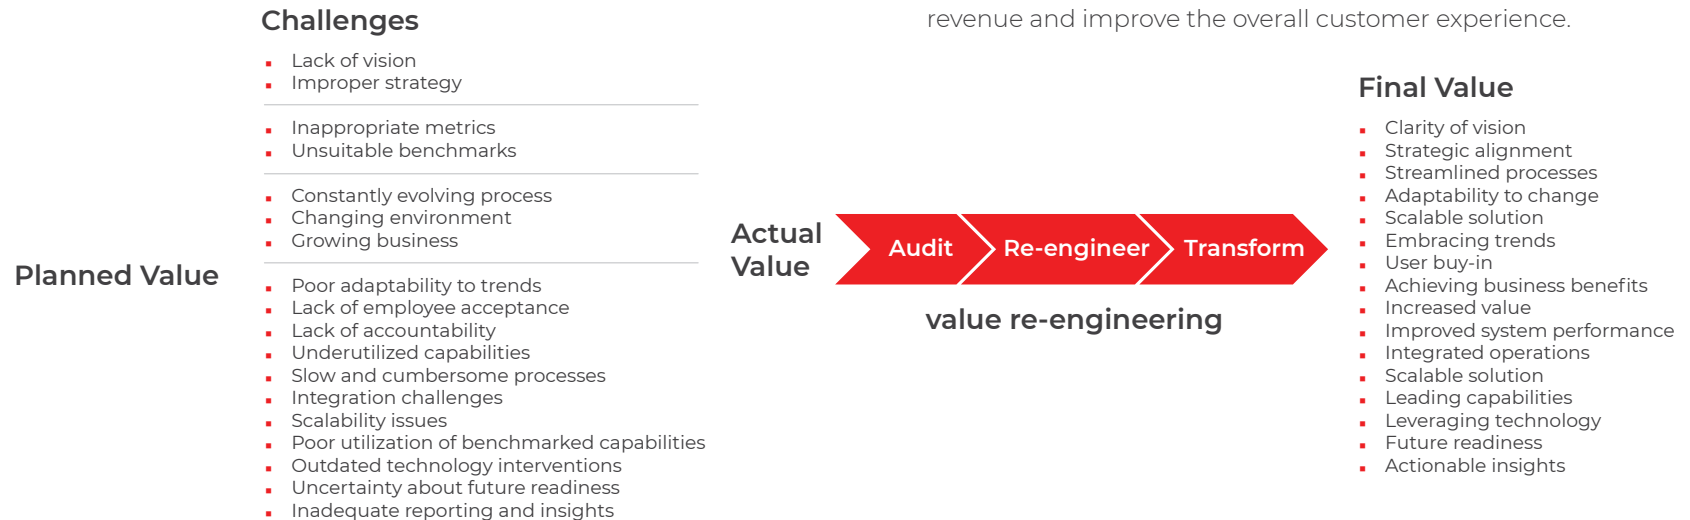 revenue and improve the overall customer experience.
Planned Value
Challenges
Lack of vision
Improper strategy
Inappropriate metrics
Unsuitable benchmarks
Constantly evolving process
Changing environment
Growing business
Poor adaptability to trends
Lack of employee acceptance
Lack of accountability
Underutilized capabilities
Slow and cumbersome processes
Integration challenges
Scalability issues
Poor utilization of benchmarked capabilities
Outdated technology interventions
Uncertainty about future readiness
Inadequate reporting and insights
Actual
Value
Audit
Re-engineer
Transform
value re-engineering
Final Value
Clarity of vision
Strategic alignment
Streamlined processes
Adaptability to change
Scalable solution
Embracing trends
User buy-in
Achieving business benefits
Increased value
Improved system performance
Integrated operations
Scalable solution
Leading capabilities
Leveraging technology
Future readiness
Actionable insights